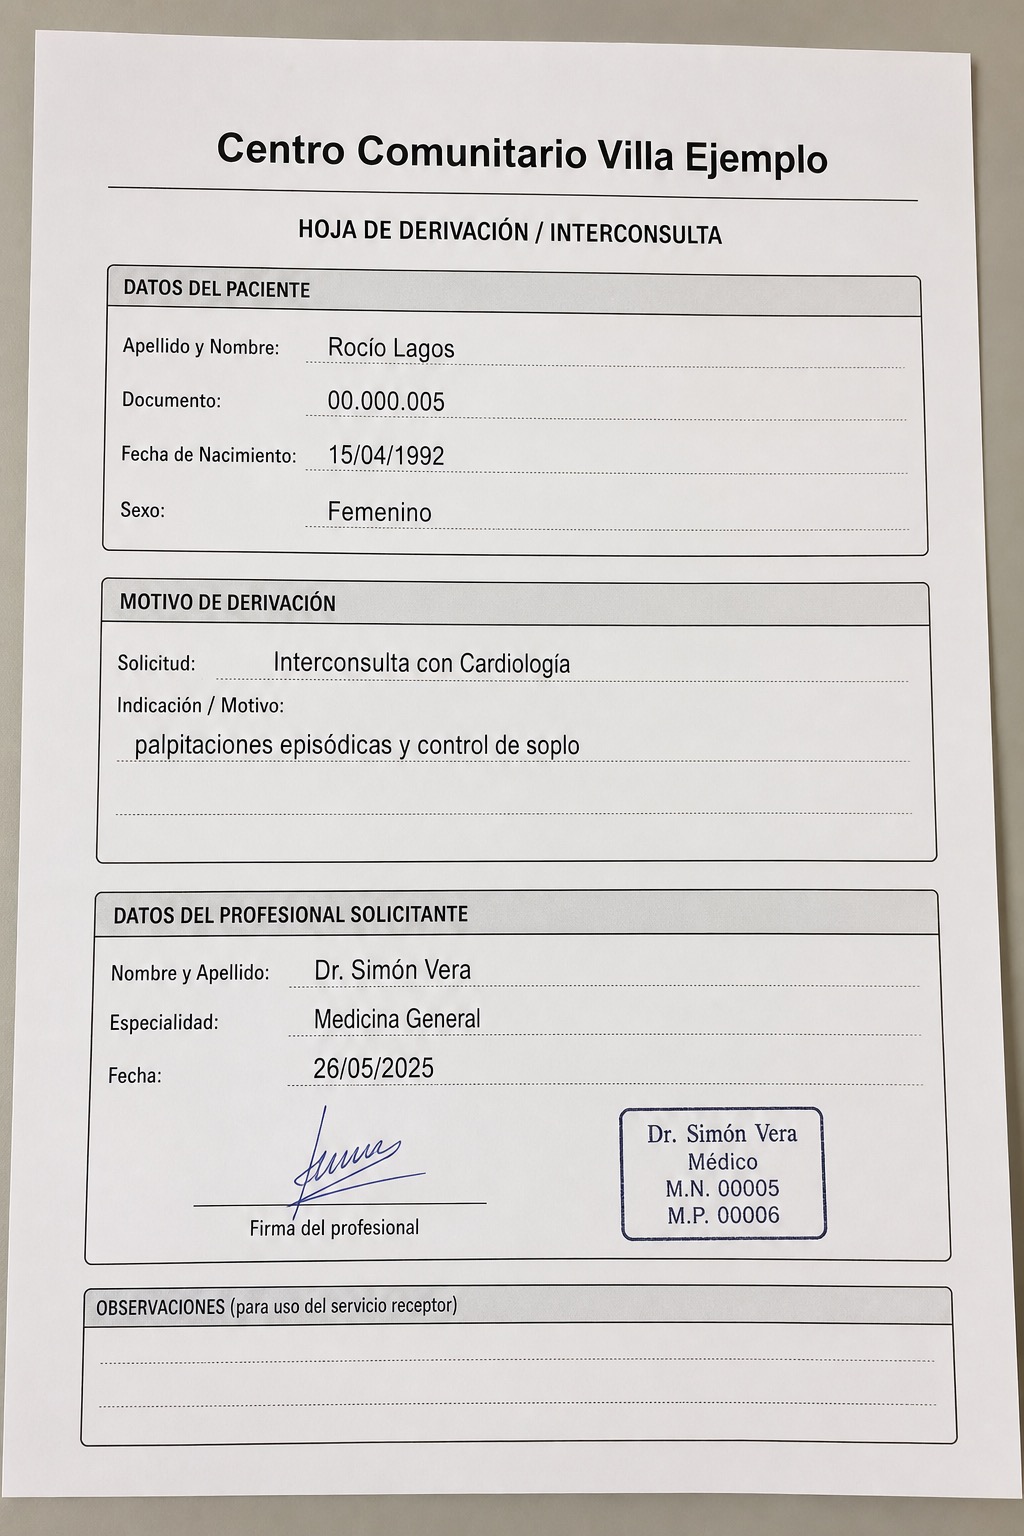 Centro Comunitario Villa Ejemplo
HOJA DE DERIVACIÓN / INTERCONSULTA
DATOS DEL PACIENTE
Apellido y Nombre: Rocío Lagos
Documento: 00.000.005
Fecha de Nacimiento: 15/04/1992
Sexo: Femenino
MOTIVO DE DERIVACIÓN
Solicitud: Interconsulta con Cardiología
Indicación / Motivo:
palpitaciones episódicas y control de soplo
DATOS DEL PROFESIONAL SOLICITANTE
Nombre y Apellido: Dr. Simón Vera
Especialidad: Medicina General
Fecha: 26/05/2025
Firma del profesional
Dr. Simón Vera
Médico
M.N. 00005
M.P. 00006
OBSERVACIONES (para uso del servicio receptor)